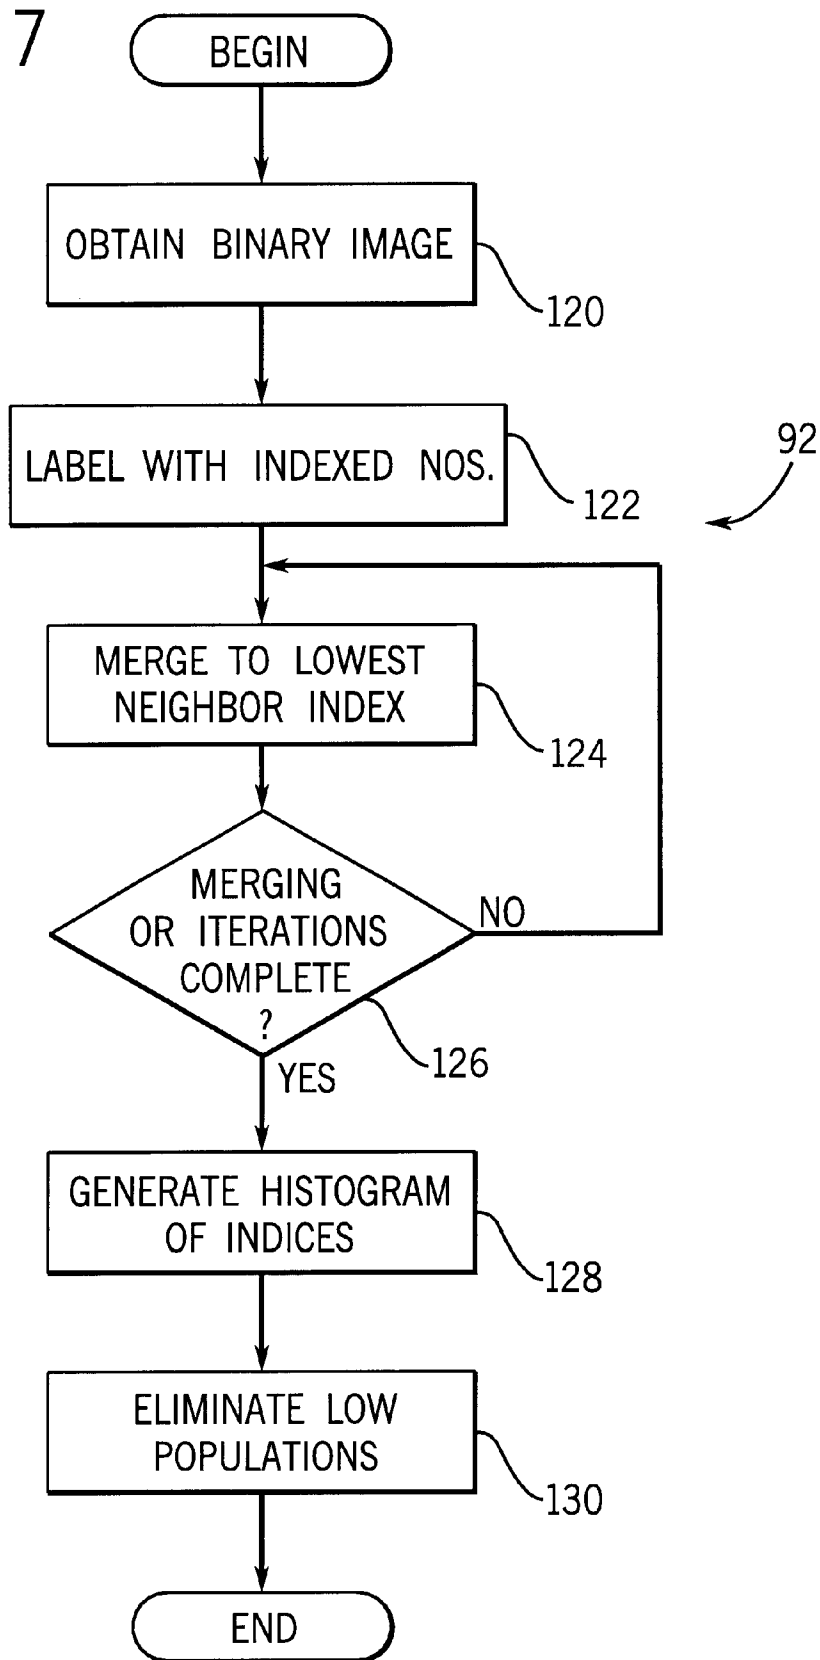 7
BEGIN
OBTAIN BINARY IMAGE
120
LABEL WITH INDEXED NOS.
122
92
MERGE TO LOWEST
NEIGHBOR INDEX
124
MERGING
OR ITERATIONS
COMPLETE
?
NO
126
YES
GENERATE HISTOGRAM
OF INDICES
128
ELIMINATE LOW
POPULATIONS
130
END